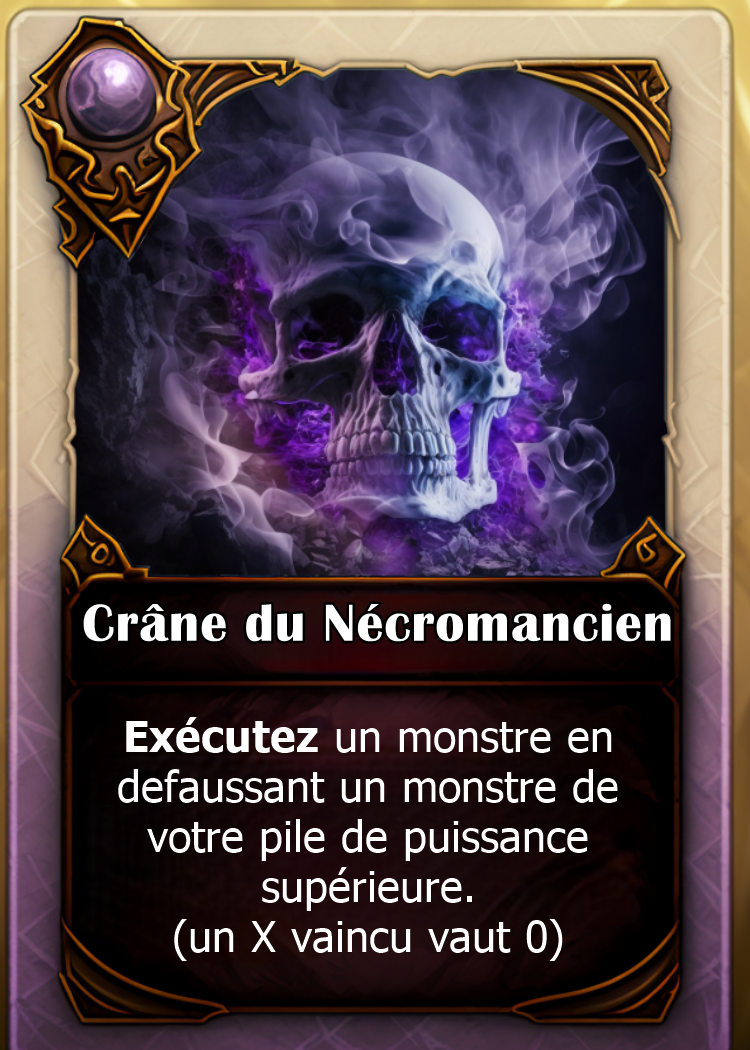 Crâne du Nécromancien
Exécutez un monstre en
defaussant un monstre de
votre pile de puissance
supérieure.
(un X vaincu vaut 0)